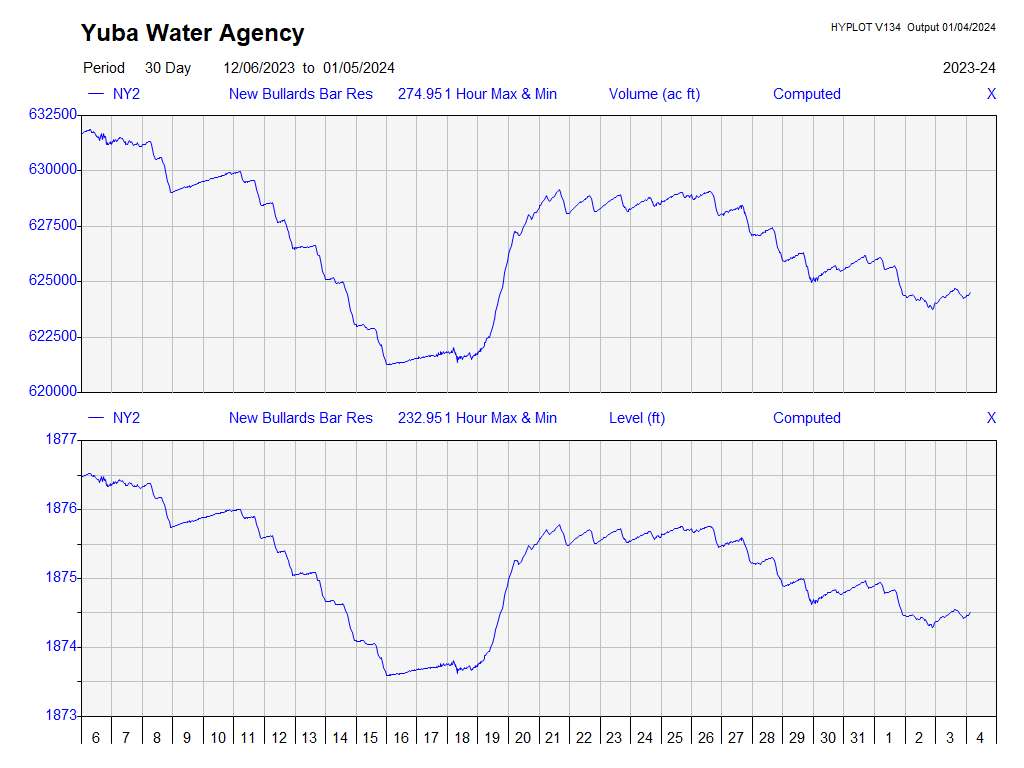 Yuba Water Agency
HYPLOT V134 Output 01/04/2024
Period 30 Day 12/06/2023 to 01/05/2024 2023-24
NY2 New Bullards Bar Res 274.95 1 Hour Max & Min Volume (ac ft) Computed X
632500
630000
627500
625000
622500
620000
NY2 New Bullards Bar Res 232.95 1 Hour Max & Min Level (ft) Computed X
1877
1876
1875
1874
1873
6 7 8 9 10 11 12 13 14 15 16 17 18 19 20 21 22 23 24 25 26 27 28 29 30 31 1 2 3 4